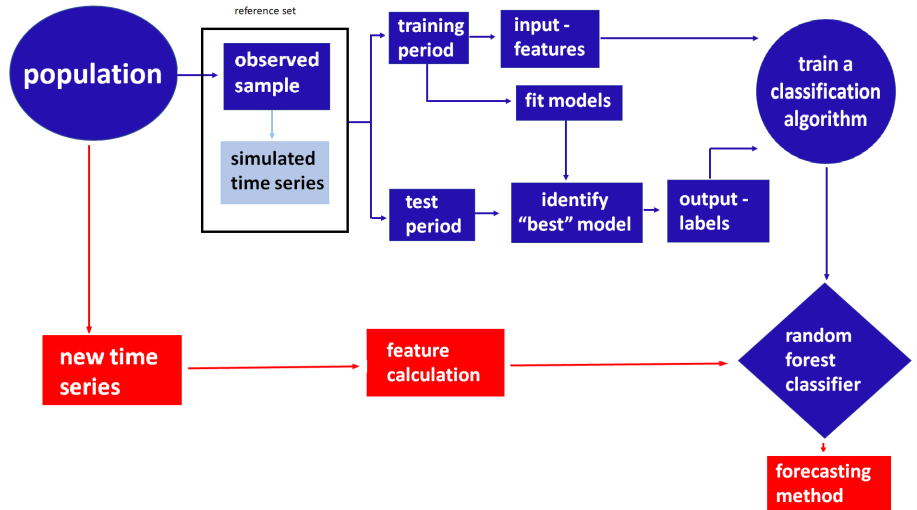 reference set
population
observed
sample
simulated
time series
training
period
input -
features
fit models
test
period
identify
“best” model
output -
labels
train a
classification
algorithm
new time
series
feature
calculation
random
forest
classifier
forecasting
method